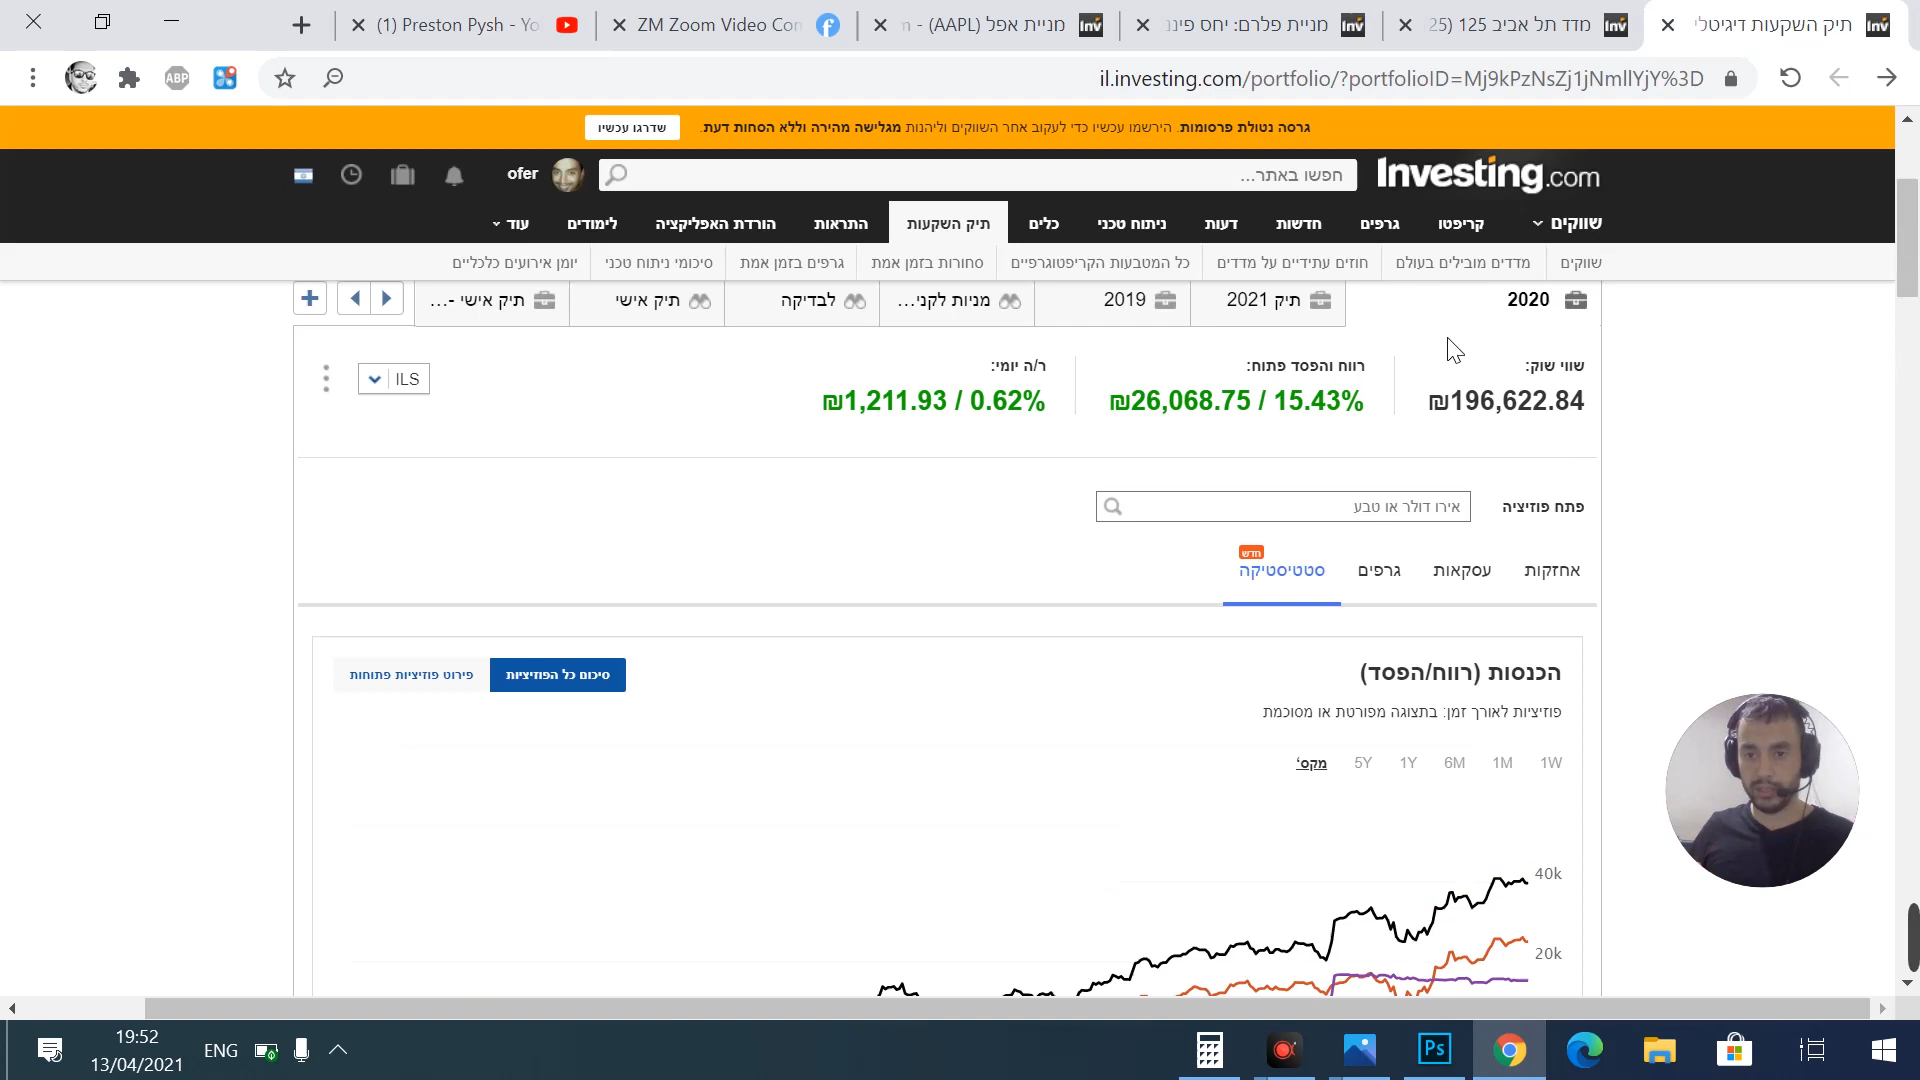 תיק השקעות דיגיטלי
מדד תל אביב 125 (25
מניית פלרם: יחס פיננ
מניית אפל (AAPL) - n
ZM Zoom Video Con
(1) Preston Pysh - Yo
il.investing.com/portfolio/?portfolioID=Mj9kPzNsZj1jNmllYjY%3D
ABP
גרסה נטולת פרסומות. הירשמו עכשיו כדי לעקוב אחר השווקים וליהנות מגלישה מהירה וללא הסחות דעת.
שדרגו עכשיו
Investing.com
חפשו באתר...
ofer
שווקים
קריפטו
גרפים
חדשות
דעות
ניתוח טכני
כלים
תיק השקעות
התראות
הורדת האפליקציה
לימודים
עוד
שווקים
מדדים מובילים בעולם
חוזים עתידיים על מדדים
כל המטבעות הקריפטוגרפיים
סחורות בזמן אמת
גרפים בזמן אמת
סיכומי ניתוח טכני
יומן אירועים כלכליים
2020
תיק 2021
2019
מניות לקני...
לבדיקה
תיק אישי
תיק אישי -...
שווי שוק:
₪196,622.84
רווח והפסד פתוח:
₪26,068.75 / 15.43%
ר/ה יומי:
₪1,211.93 / 0.62%
ILS
פתח פוזיציה
אירו דולר או טבע
אחזקות
עסקאות
גרפים
סטטיסטיקה
חדש
הכנסות (רווח/הפסד)
סיכום כל הפוזיציות
פירוט פוזיציות פתוחות
פוזיציות לאורך זמן: בתצוגה מפורטת או מסוכמת
1W
1M
6M
1Y
5Y
מקס'
40k
20k
19:52
13/04/2021
ENG
Ps